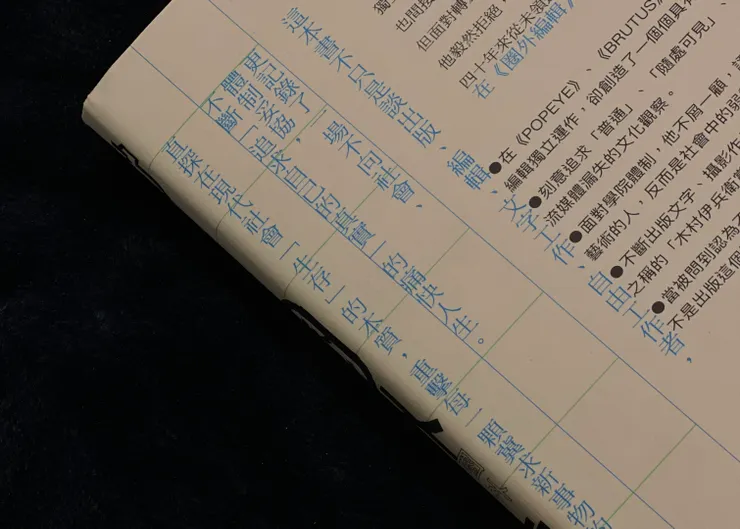 也間接
但面對轉
他毅然拒絕
四十年來從未領
在《圈外編輯》
●在《POPEYE》、《BRUTUS》
編輯獨立運作，卻創造了一個個具有
●刻意追求「普通」、「隨處可見」
流媒體漏失的文化觀察。
●面對學院體制，他不屑一顧，
藝術的人，反而是社會中的弱
●不斷出版文字、攝影作
之稱的「木村伊兵衛
●當被問到認為不
不是出版這個
這本書不只是談出版、編輯、文字工作、自由工作者，
更記錄了一場不向社會、
體制妥協，
不斷「追求自己的真實」的痛快人生。
直探在現代社會「生存」的本質，重擊每一顆冀求新事物的